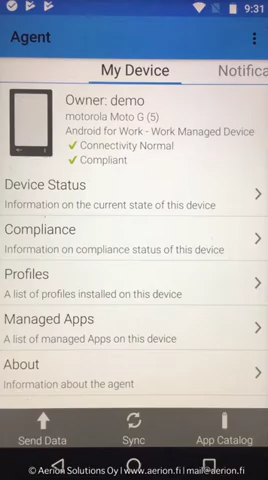 9:31
Agent
My Device
Notifica
Owner: demo
motorola Moto G (5)
Android for Work - Work Managed Device
Connectivity Normal
Compliant
Device Status
Information on the current state of this device
Compliance
Information on compliance status of this device
Profiles
A list of profiles installed on this device
Managed Apps
A list of managed Apps on this device
About
Information about the agent
Send Data
Sync
App Catalog
© Aerion Solutions Oy | www.aerion.fi | mail@aerion.fi